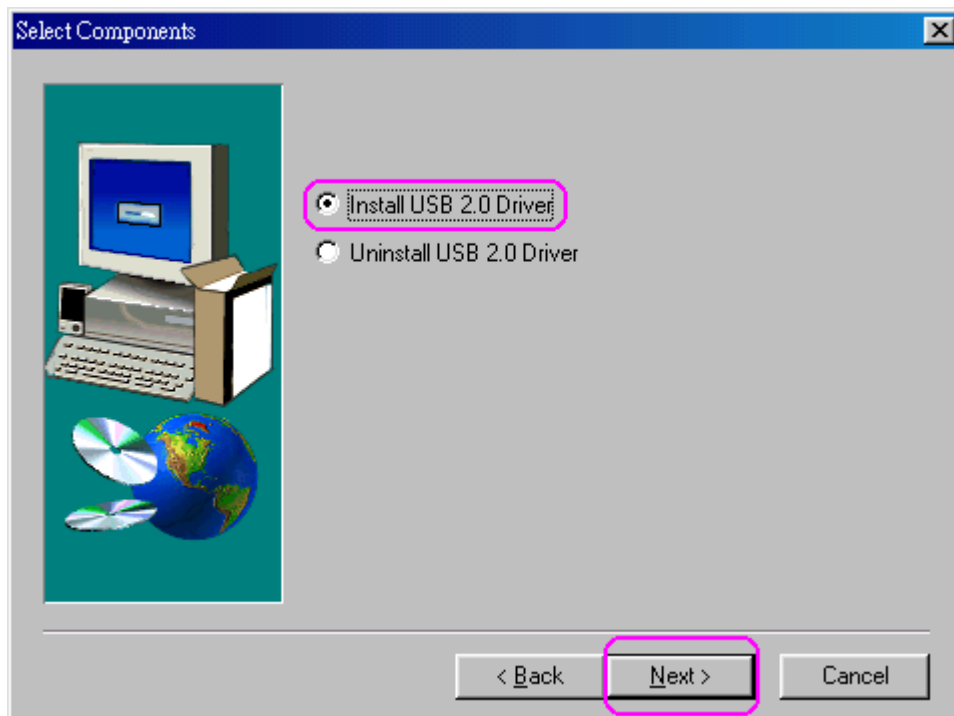 Select Components
Install USB 2.0 Driver
Uninstall USB 2.0 Driver
< Back
Next >
Cancel